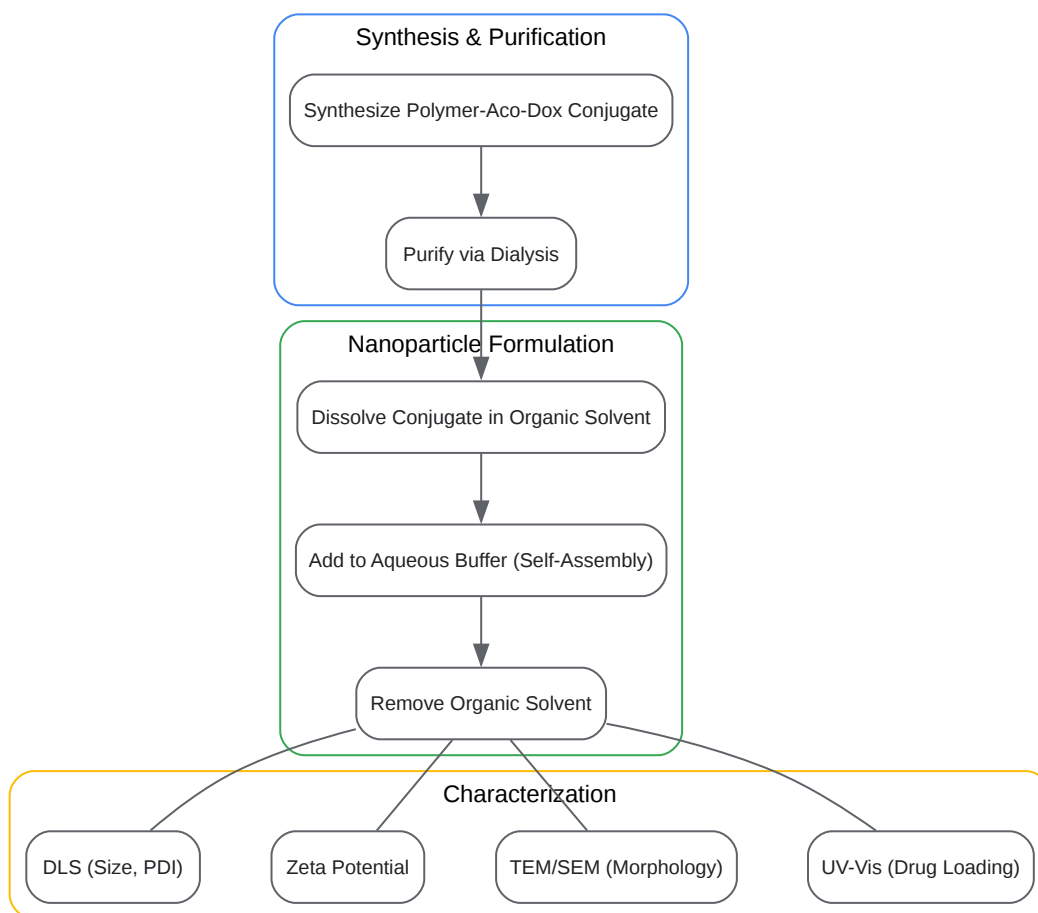 Synthesis & Purification
Synthesize Polymer-Aco-Dox Conjugate
Purify via Dialysis
Nanoparticle Formulation
Dissolve Conjugate in Organic Solvent
Add to Aqueous Buffer (Self-Assembly)
Remove Organic Solvent
Characterization
DLS (Size, PDI)
Zeta Potential
TEM/SEM (Morphology)
UV-Vis (Drug Loading)